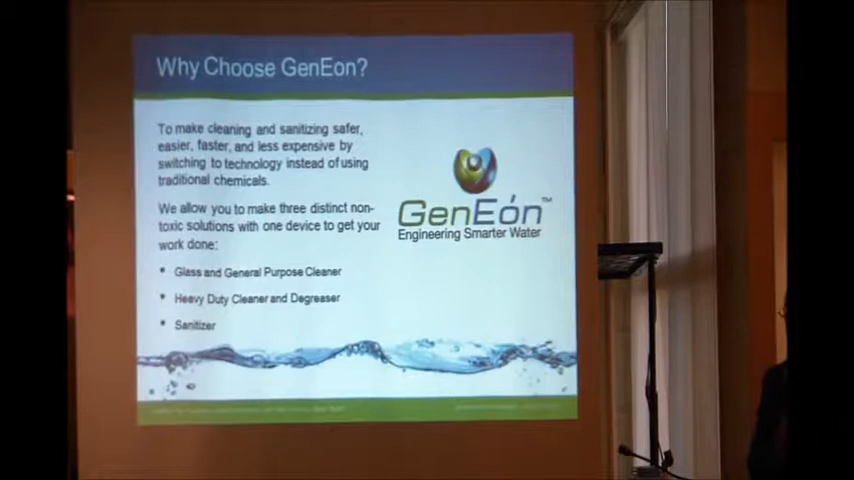 Why Choose GenEon?
To make cleaning and sanitizing safer,
easier, faster, and less expensive by
switching to technology instead of using
traditional chemicals.
We allow you to make three distinct non-
toxic solutions with one device to get your
work done:
• Glass and General Purpose Cleaner
• Heavy Duty Cleaner and Degreaser
• Sanitizer
GenEón™
Engineering Smarter Water